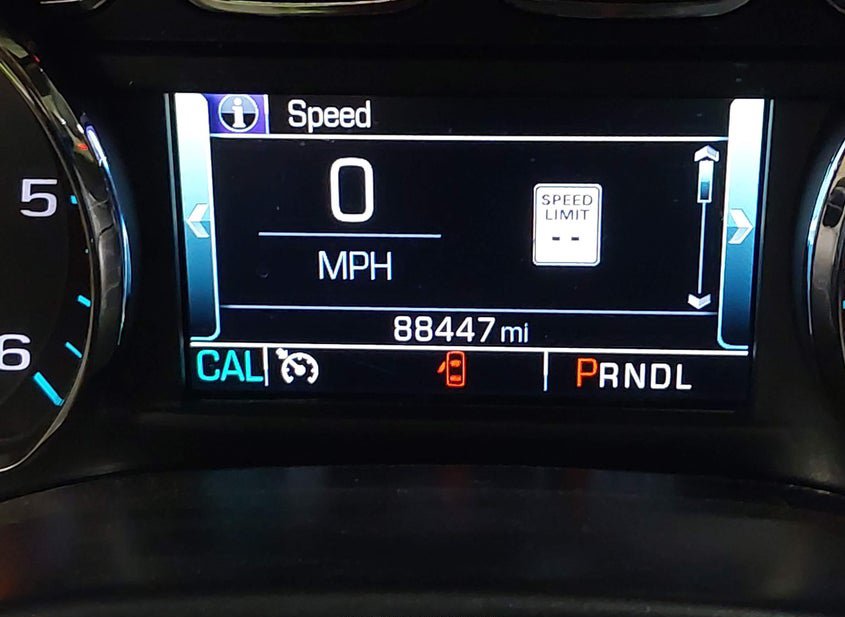 Speed
0
MPH
SPEED
LIMIT
--
88447 mi
CAL
PRNDL
5
6